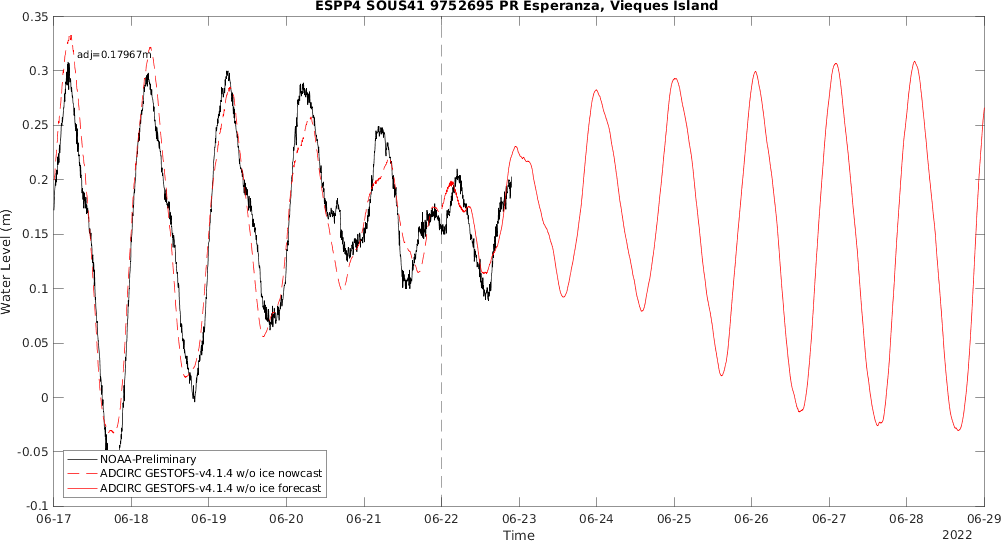 ESPP4 SOUS41 9752695 PR Esperanza, Vieques Island
adj=0.17967m
Water Level (m)
0.35
0.3
0.25
0.2
0.15
0.1
0.05
0
-0.05
-0.1
NOAA-Preliminary
ADCIRC GESTOFS-v4.1.4 w/o ice nowcast
ADCIRC GESTOFS-v4.1.4 w/o ice forecast
06-17 06-18 06-19 06-20 06-21 06-22 06-23 06-24 06-25 06-26 06-27 06-28 06-29
Time
2022